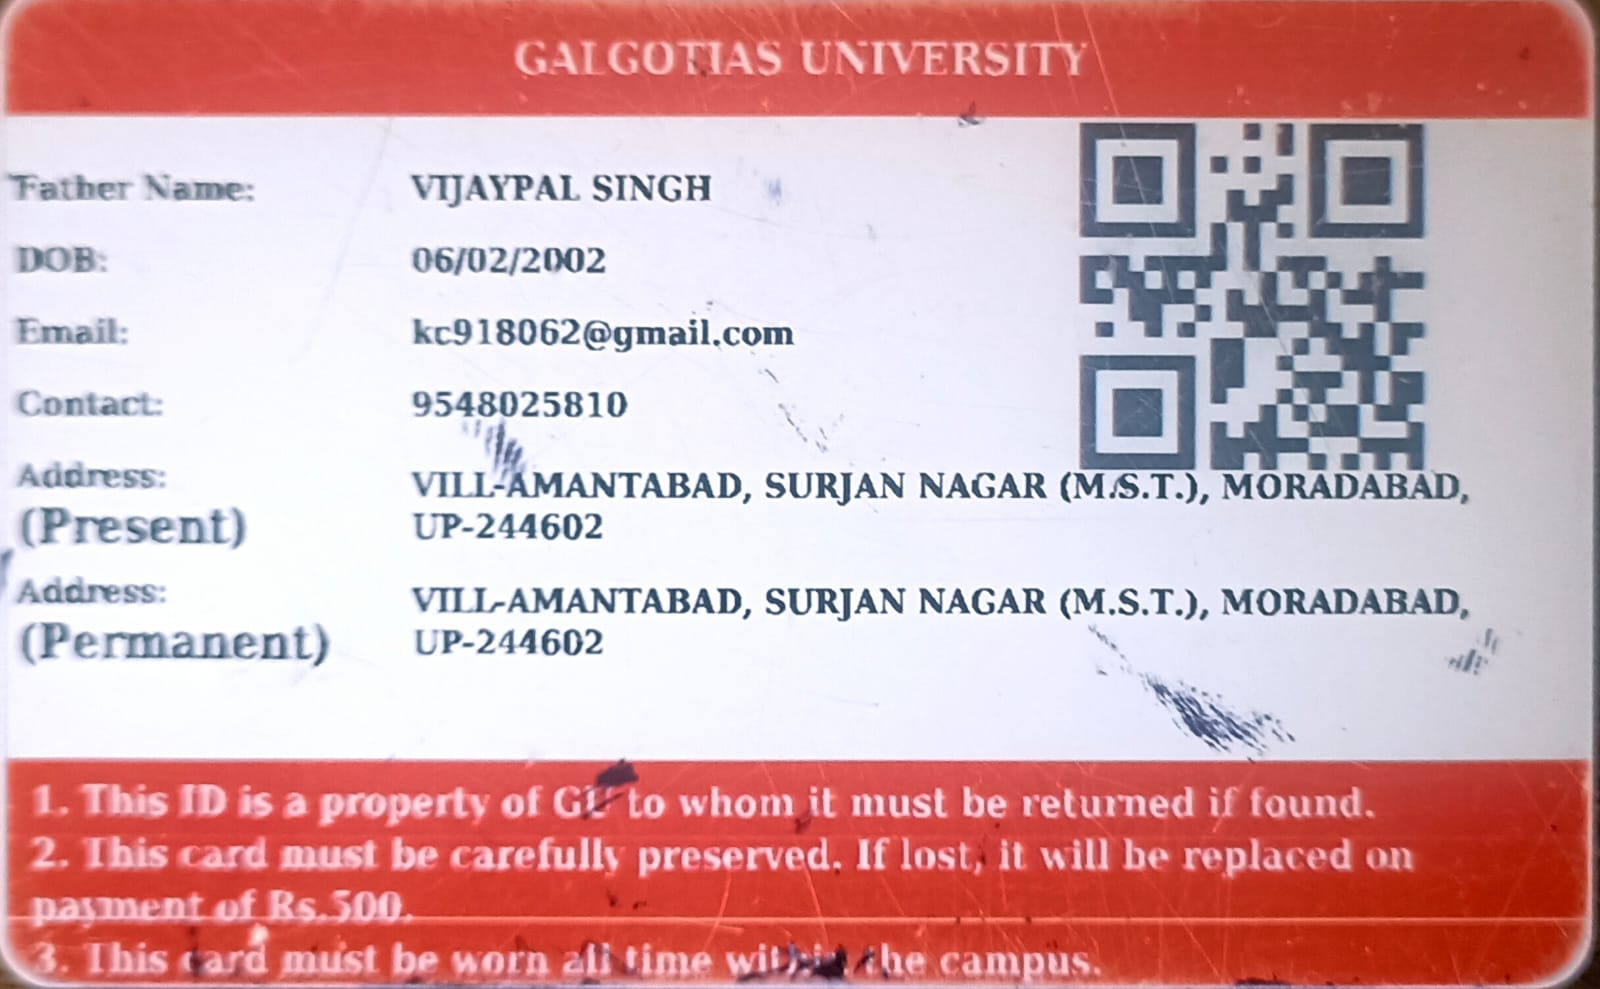 GALGOTIAS UNIVERSITY
Father Name: VIJAYPAL SINGH
DOB: 06/02/2002
Email: kc918062@gmail.com
Contact: 9548025810
Address: (Present) VILL-AMANTABAD, SURJAN NAGAR (M.S.T.), MORADABAD,
UP-244602
Address: (Permanent) VILL-AMANTABAD, SURJAN NAGAR (M.S.T.), MORADABAD,
UP-244602
1. This ID is a property of GU to whom it must be returned if found.
2. This card must be carefully preserved. If lost, it will be replaced on
payment of Rs.500.
3. This card must be worn all time within the campus.